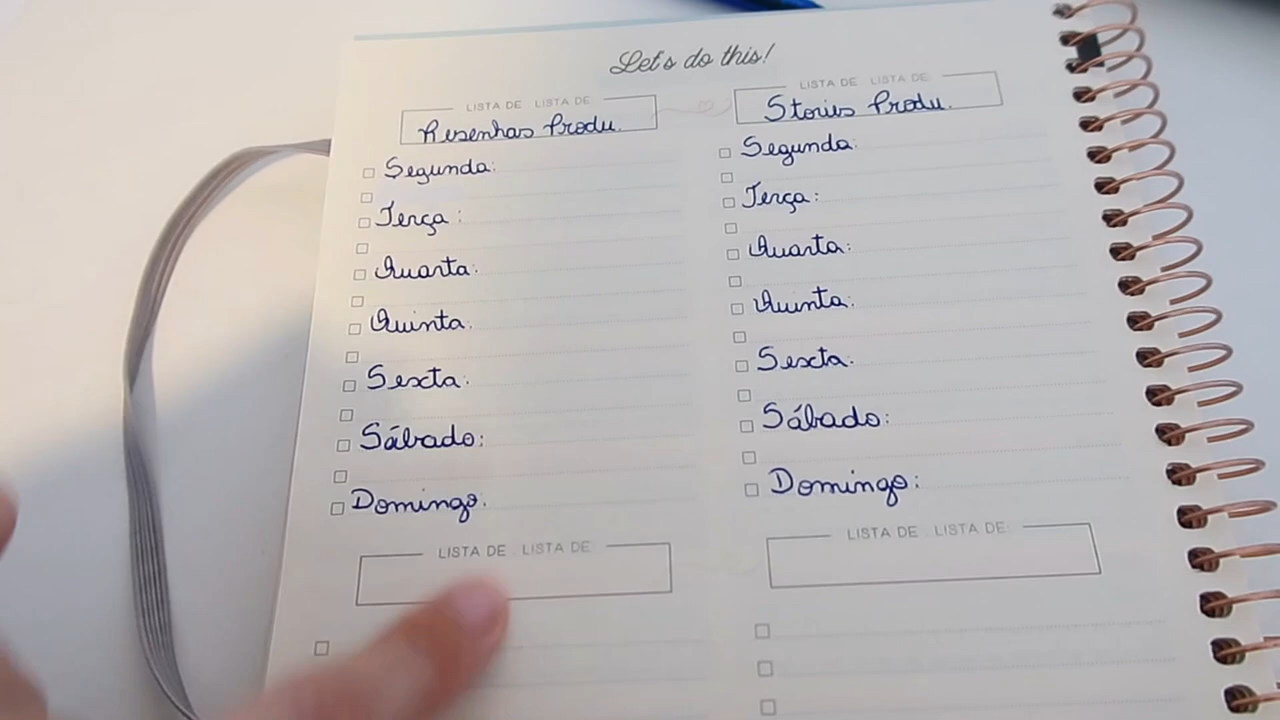 Let's do this!
LISTA DE LISTA DE
Resenhas Produ.
Segunda:
Terça :
Quarta:
Quinta:
Sexta:
Sábado:
Domingo:
LISTA DE LISTA DE
LISTA DE LISTA DE:
Stories Produ.
Segunda:
Terça:
Quarta:
Quinta:
Sexta:
Sábado:
Domingo:
LISTA DE LISTA DE: